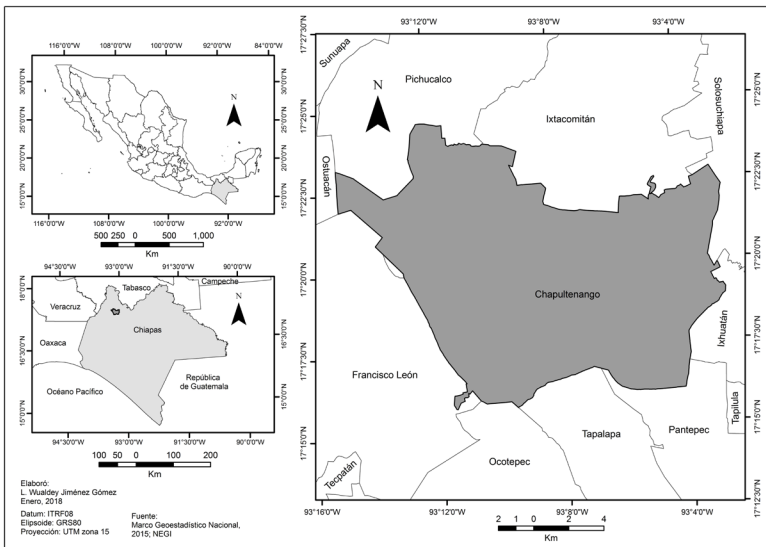 116°0'0"W 108°0'0"W 100°0'0"W 92°0'0"W 84°0'0"W
30°0'0"N
25°0'0"N
20°0'0"N
15°0'0"N
N
25°0'0"N
20°0'0"N
15°0'0"N
116°0'0"W 108°0'0"W 100°0'0"W 92°0'0"W
500 250 0 500 1,000
Km
94°30'0"W 93°0'0"W 91°30'0"W 90°0'0"W
18°0'0"N
16°30'0"N
15°0'0"N
Tabasco
Campeche
N
Veracruz
Chiapas
Oaxaca
República
de Guatemala
Océano Pacífico
16°30'0"N
15°0'0"N
94°30'0"W 93°0'0"W 91°30'0"W 90°0'0"W
100 50 0 100 200
Km
Elaboró:
L. Wualdey Jiménez Gómez
Enero, 2018
Datum: ITRF08
Elipsoide: GRS80
Proyección: UTM zona 15
Fuente:
Marco Geoestadístico Nacional,
2015; NEGI
93°12'0"W 93°8'0"W 93°4'0"W
17°27'30"N
17°25'0"N
17°22'30"N
17°20'0"N
17°17'30"N
17°15'0"N
Sunuapa
Pichucalco
N
Ixtacomitán
Solosuchiapa
Ostuacán
Chapultenango
Ixhuatán
Francisco León
Tapilula
Pantepec
Tapalapa
Ocotepec
Tecpatán
17°25'0"N
17°22'30"N
17°20'0"N
17°17'30"N
17°15'0"N
17°12'30"N
93°16'0"W 93°12'0"W 93°8'0"W 93°4'0"W
2 1 0 2 4
Km